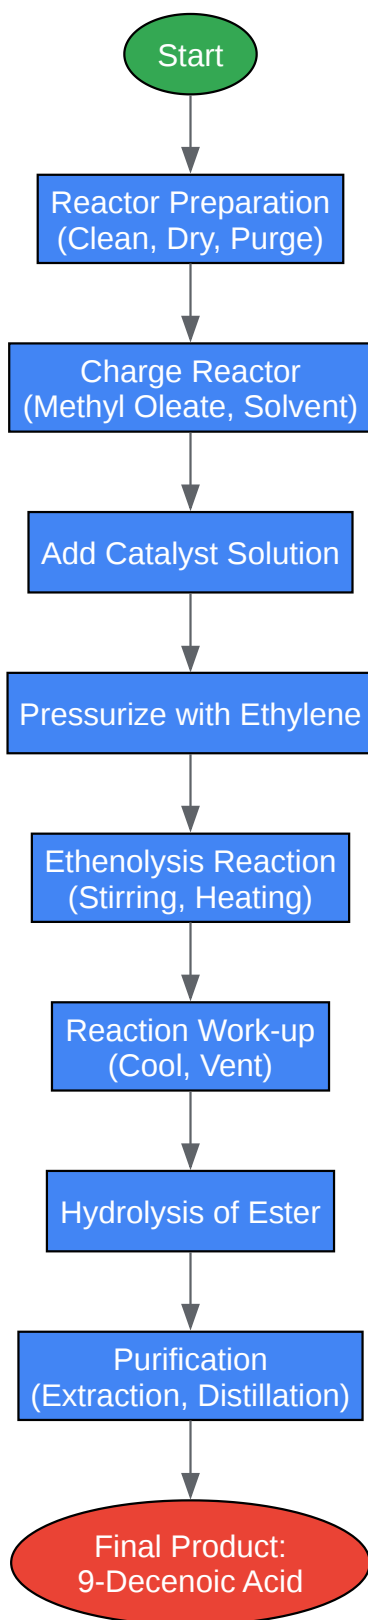 Start
Reactor Preparation
(Clean, Dry, Purge)
Charge Reactor
(Methyl Oleate, Solvent)
Add Catalyst Solution
Pressurize with Ethylene
Ethenolysis Reaction
(Stirring, Heating)
Reaction Work-up
(Cool, Vent)
Hydrolysis of Ester
Purification
(Extraction, Distillation)
Final Product:
9-Decenoic Acid